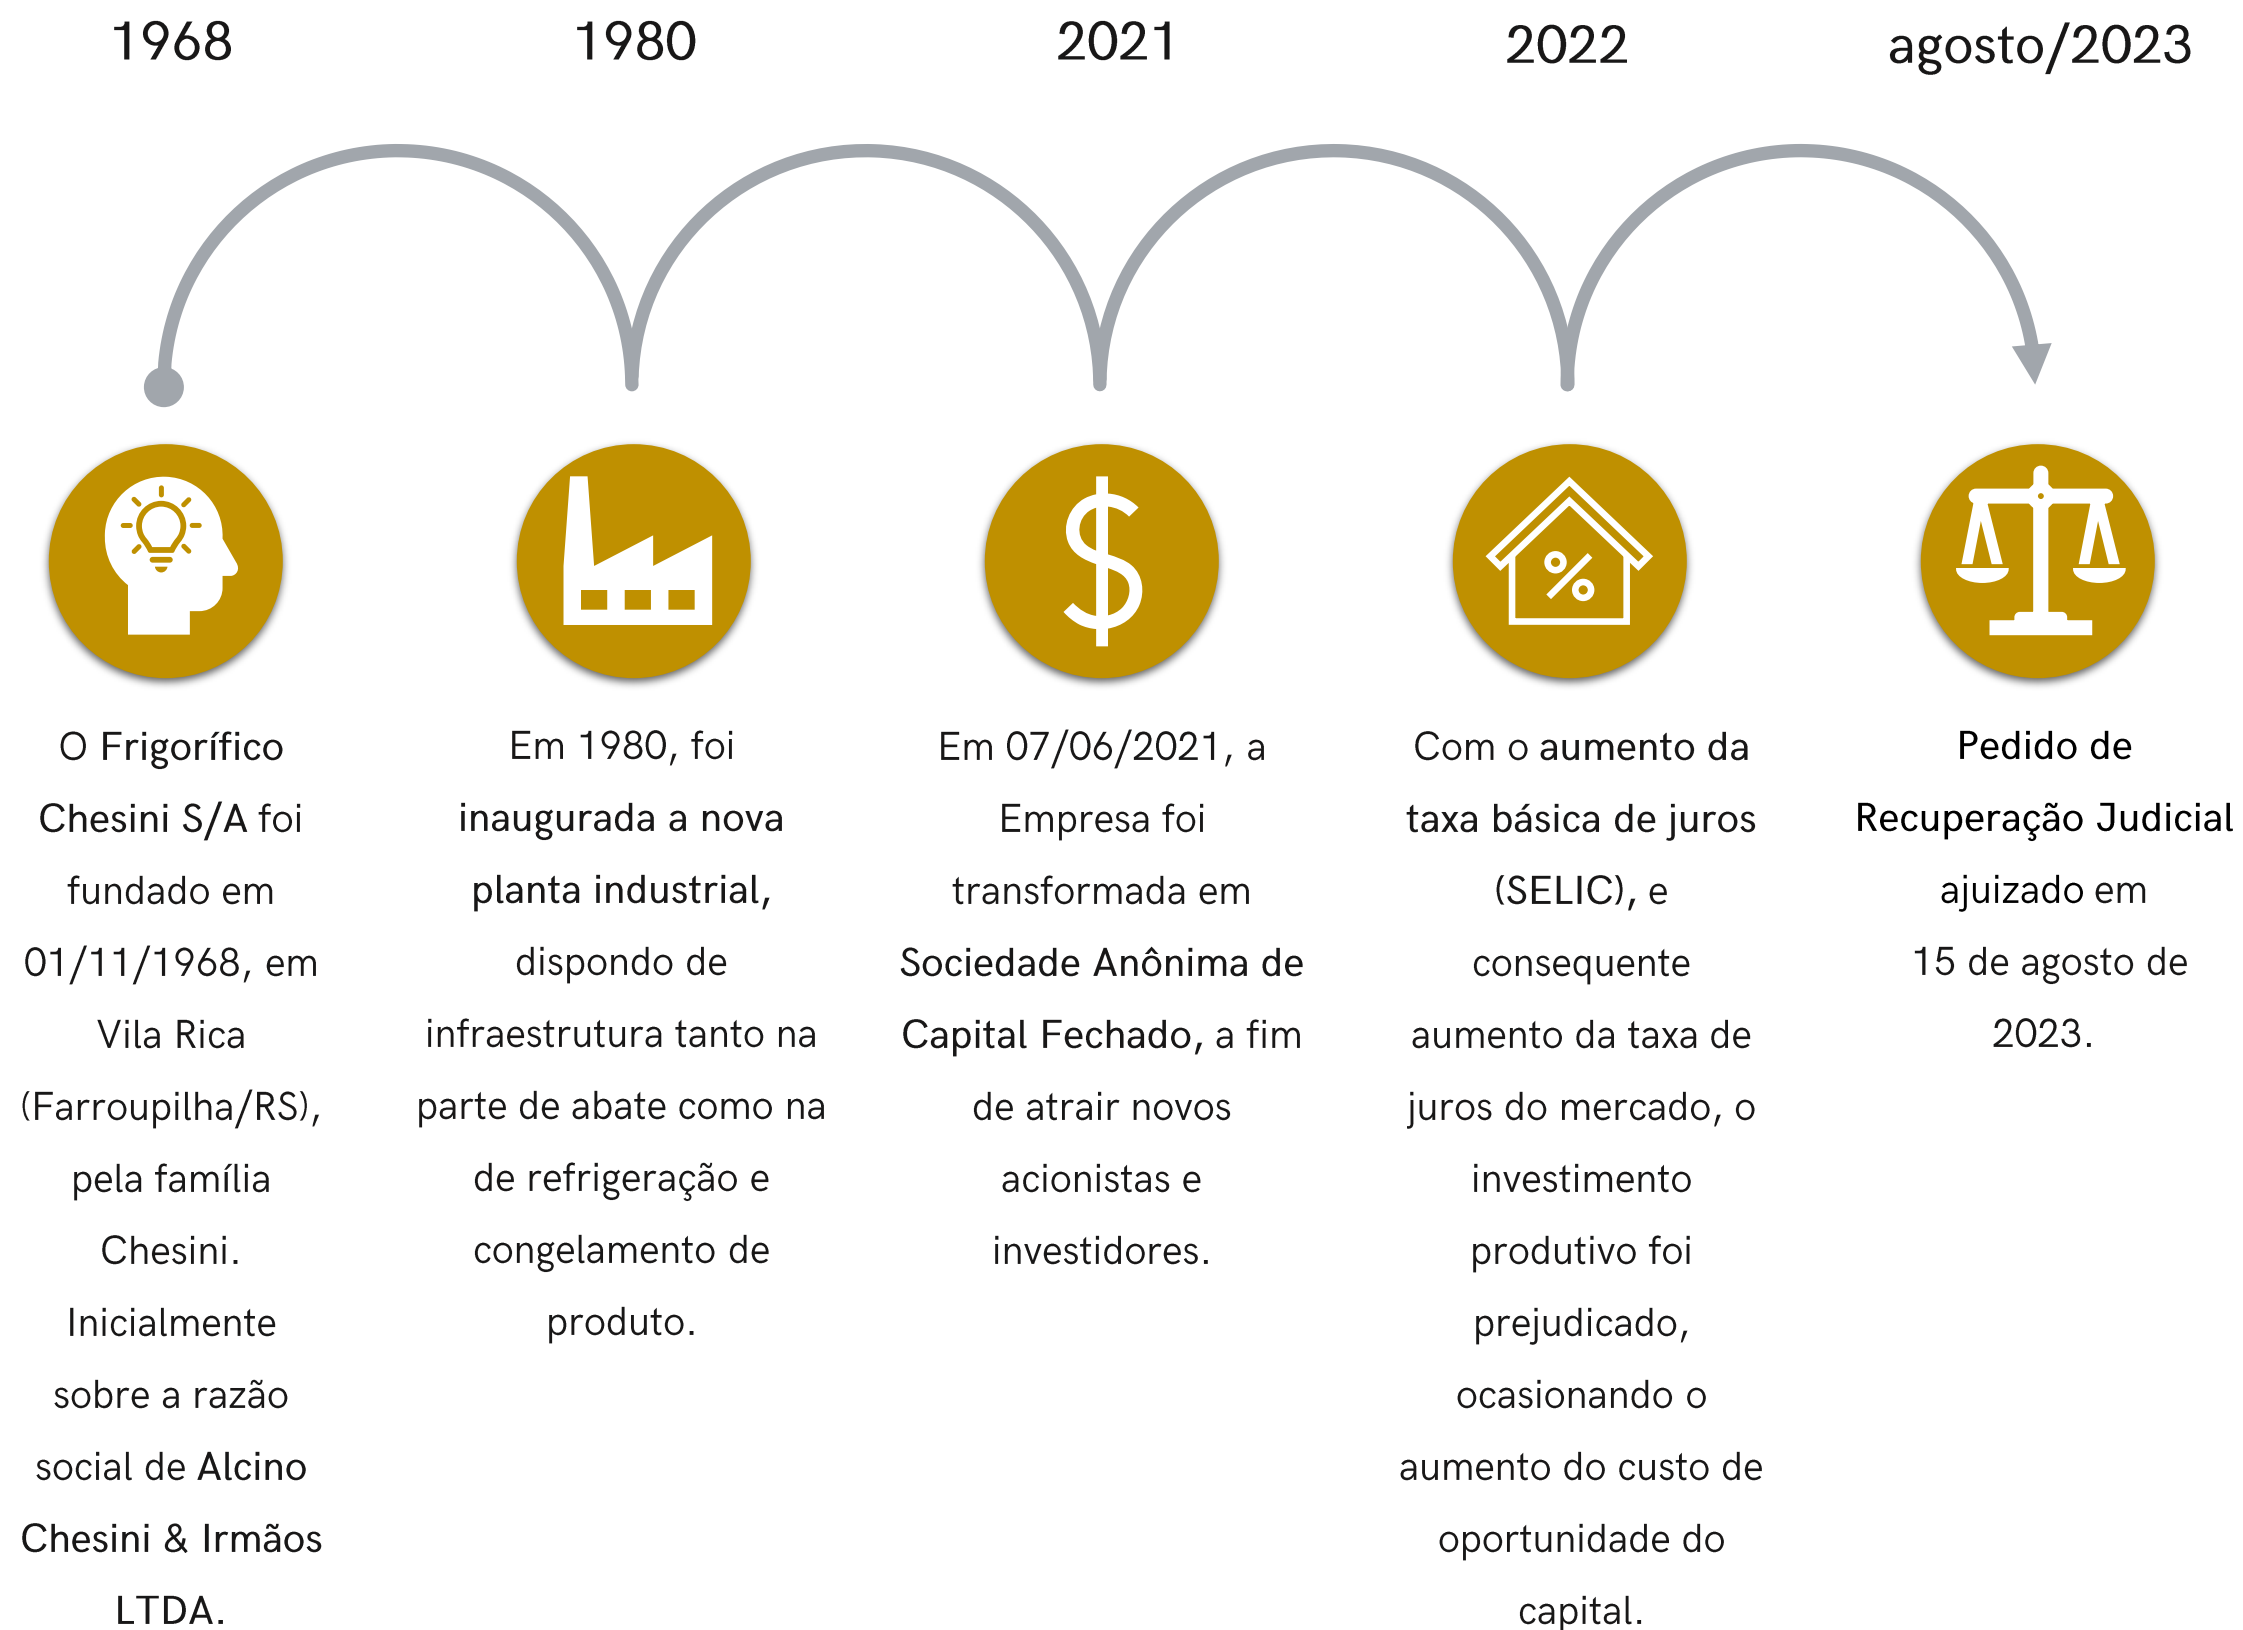 1968
1980
2021
2022
agosto/2023
O Frigorífico
Chesini S/A foi
fundado em
01/11/1968, em
Vila Rica
(Farroupilha/RS),
pela família
Chesini.
Inicialmente
sobre a razão
social de Alcino
Chesini & Irmãos
LTDA.
Em 1980, foi
inaugurada a nova
planta industrial,
dispondo de
infraestrutura tanto na
parte de abate como na
de refrigeração e
congelamento de
produto.
Em 07/06/2021, a
Empresa foi
transformada em
Sociedade Anônima de
Capital Fechado, a fim
de atrair novos
acionistas e
investidores.
Com o aumento da
taxa básica de juros
(SELIC), e
consequente
aumento da taxa de
juros do mercado, o
investimento
produtivo foi
prejudicado,
ocasionando o
aumento do custo de
oportunidade do
capital.
Pedido de
Recuperação Judicial
ajuizado em
15 de agosto de
2023.